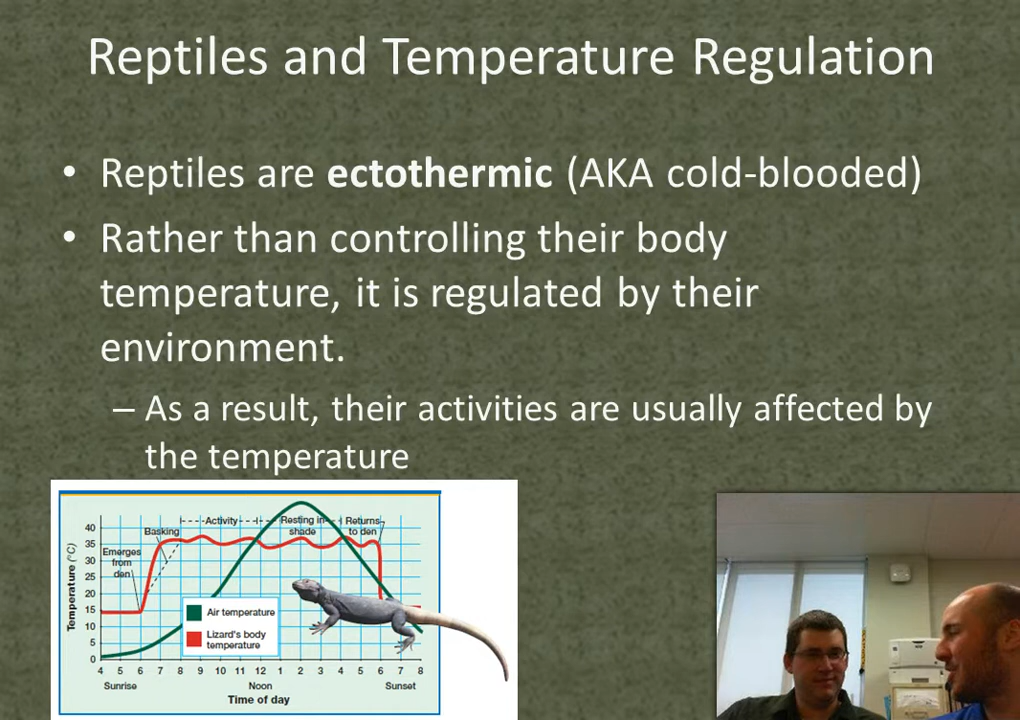 Reptiles and Temperature Regulation
• Reptiles are ectothermic (AKA cold-blooded)
• Rather than controlling their body
temperature, it is regulated by their
environment.
– As a result, their activities are usually affected by
the temperature
Temperature (°C)
40
35
30
25
20
15
10
5
0
Emerges
from
den
Basking
Activity
Resting in
shade
Returns
to den
Air temperature
Lizard's body
temperature
4 5 6 7 8 9 10 11 12 1 2 3 4 5 6 7 8
Sunrise Noon Sunset
Time of day